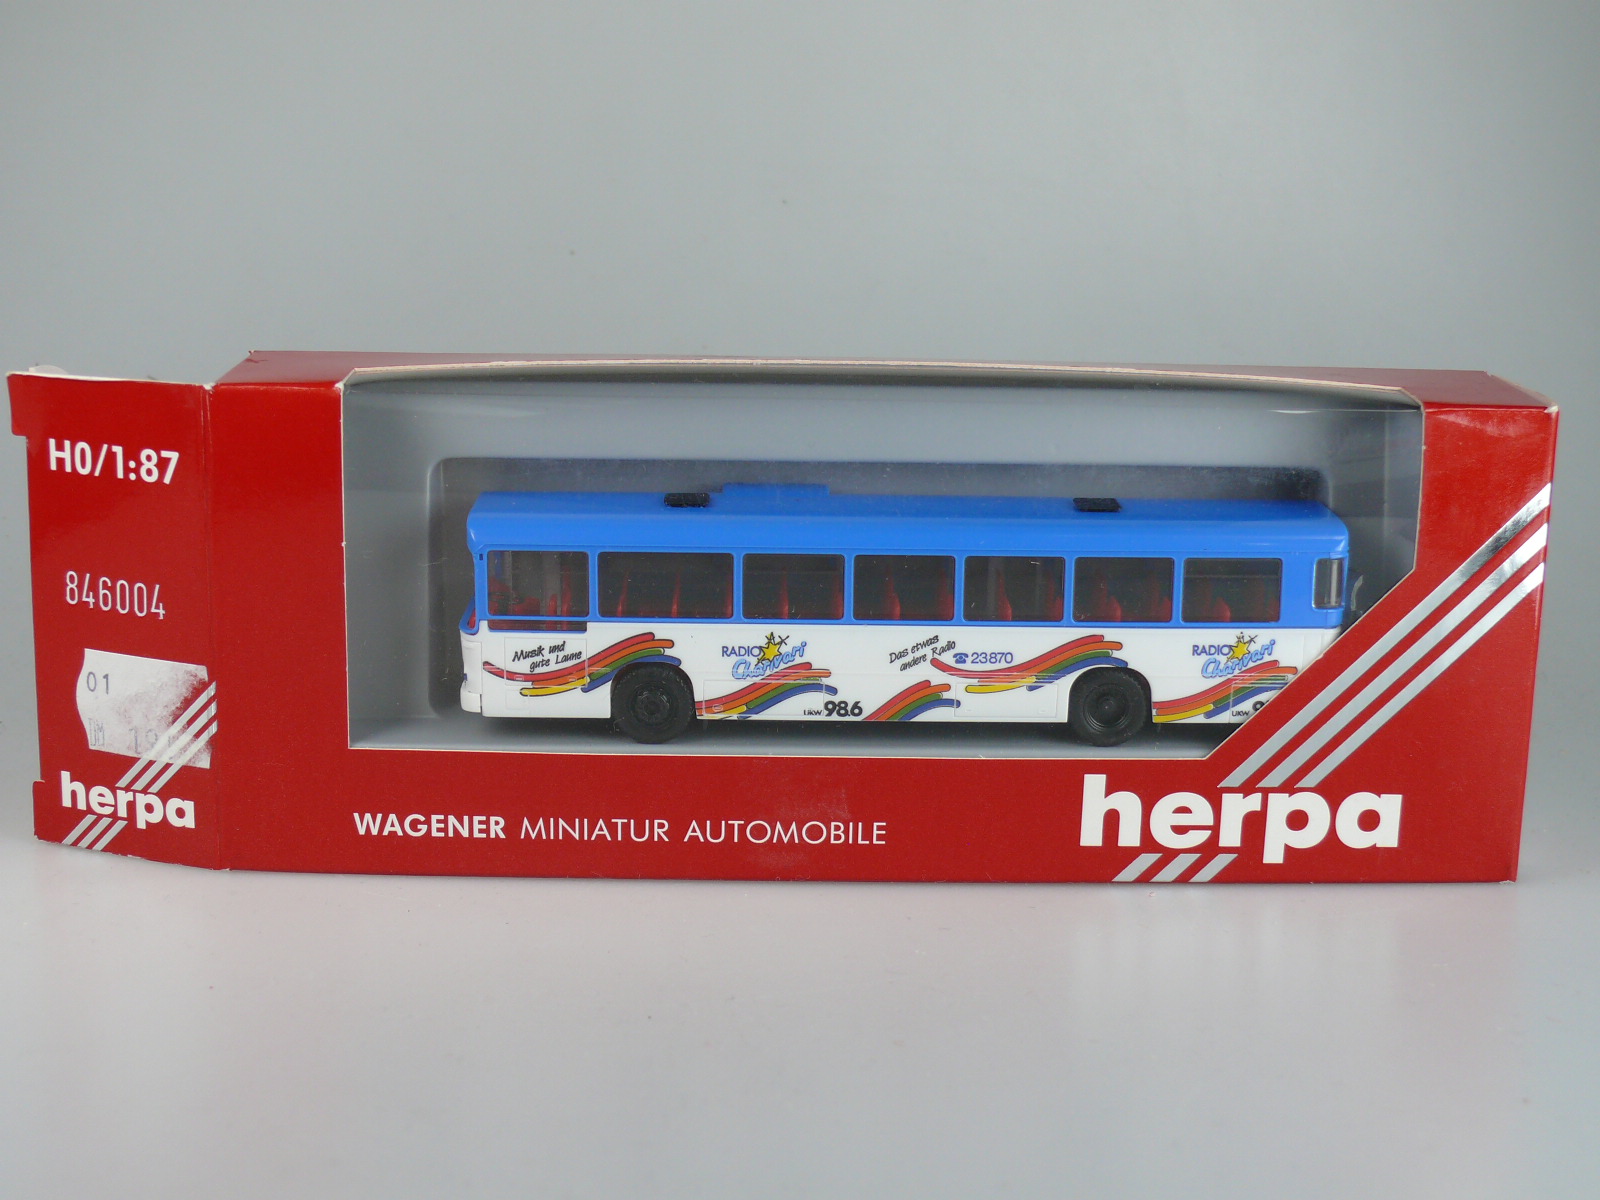 H0/1:87
846004
01
DM
herpa
Musik und
gute Laune
RADIO
Charivari
UKW 98.6
Das etwas
andere Radio
☎ 23870
RADIO
Charivari
UKW
WAGENER MINIATUR AUTOMOBILE
herpa